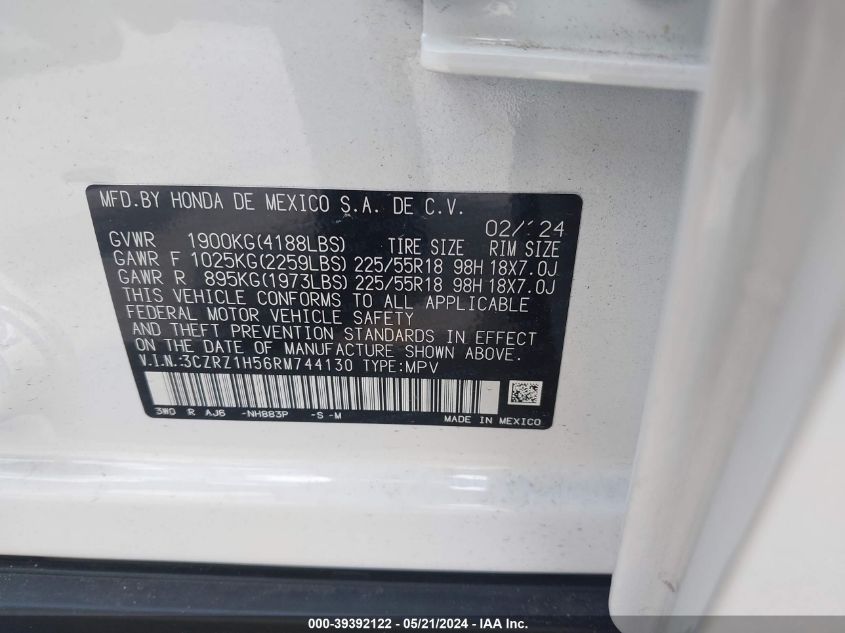 MFD.BY HONDA DE MEXICO S.A. DE C.V.
02/24
GVWR 1900KG(4188LBS) TIRE SIZE RIM SIZE
GAWR F 1025KG(2259LBS) 225/55R18 98H 18X7.0J
GAWR R 895KG(1973LBS) 225/55R18 98H 18X7.0J
THIS VEHICLE CONFORMS TO ALL APPLICABLE
FEDERAL MOTOR VEHICLE SAFETY
AND THEFT PREVENTION STANDARDS IN EFFECT
ON THE DATE OF MANUFACTURE SHOWN ABOVE.
V.I.N.:3CZRZ1H56RM744130 TYPE:MPV
3W0 R AJ6 -NH883P -S -M MADE IN MEXICO
000-39392122 - 05/21/2024 - IAA Inc.